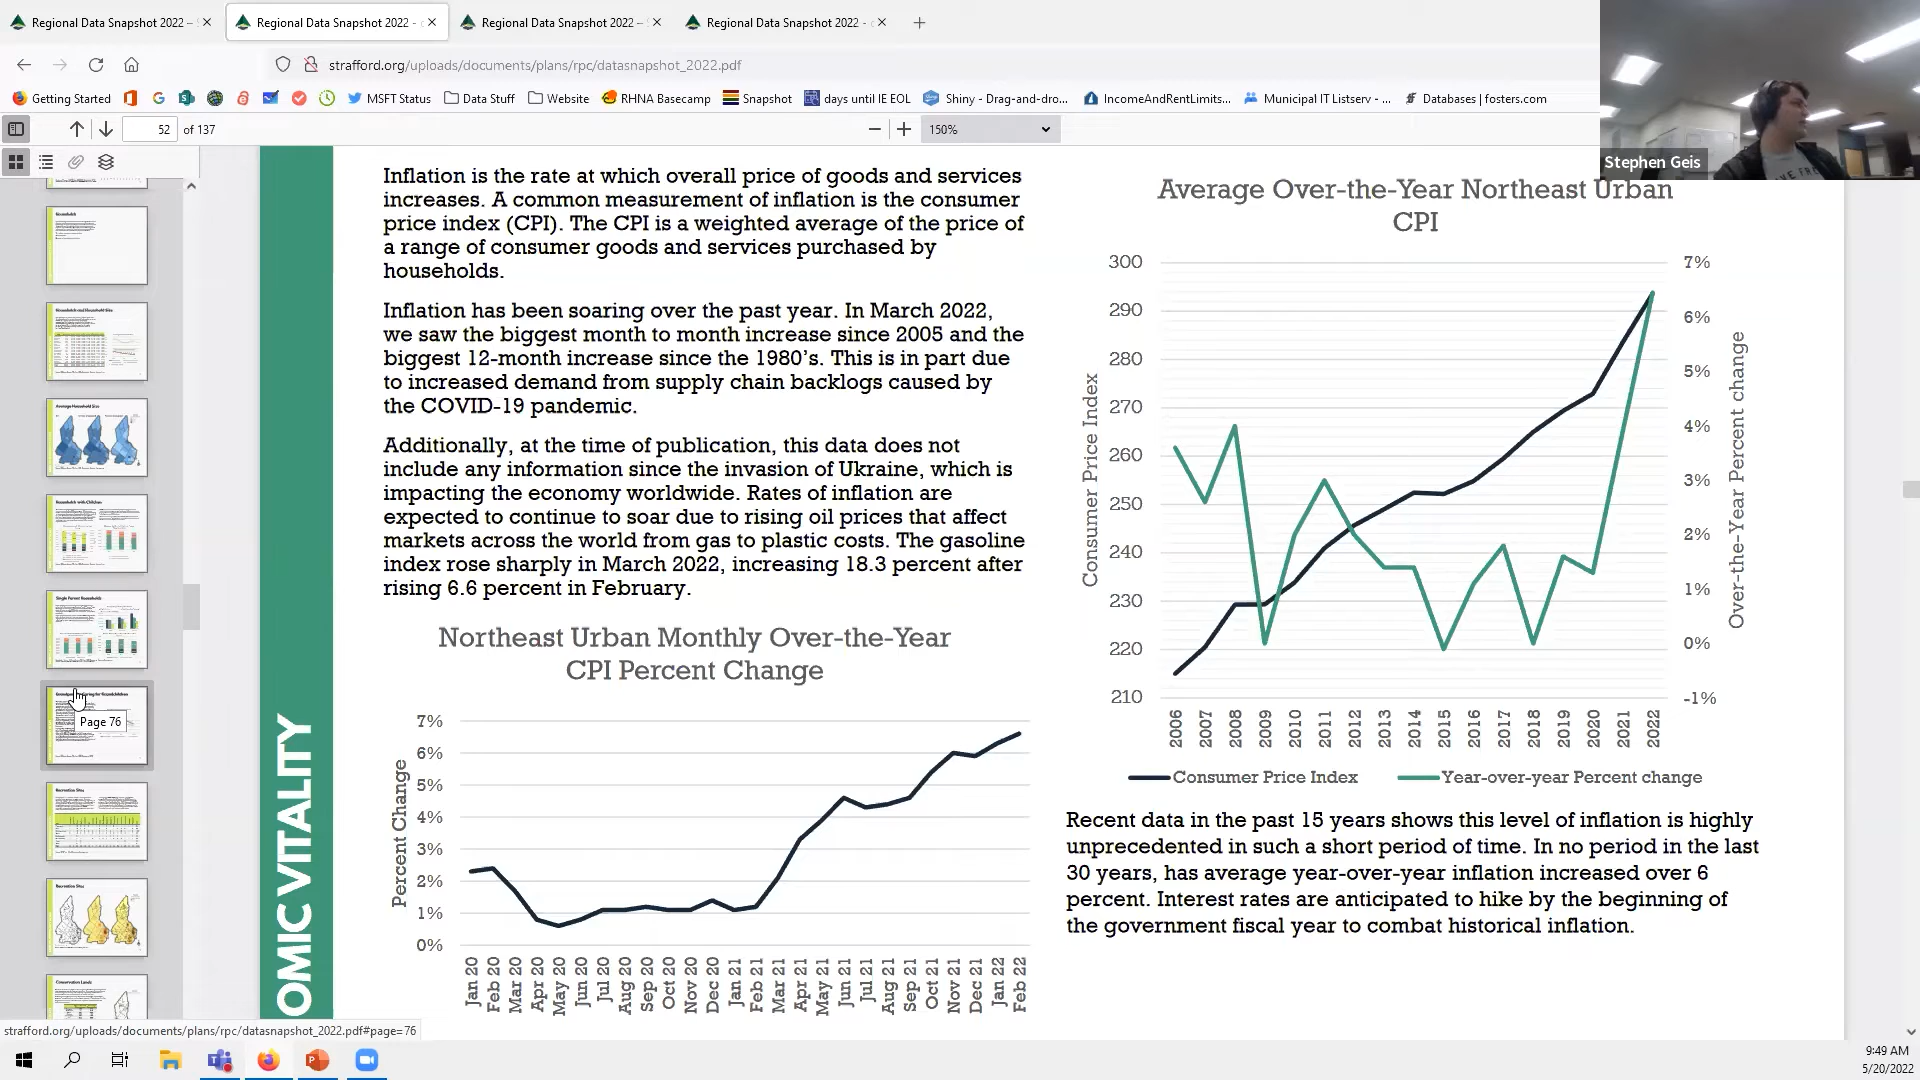 Regional Data Snapshot 2022 –
Regional Data Snapshot 2022 -
Regional Data Snapshot 2022 –
Regional Data Snapshot 2022 -
strafford.org/uploads/documents/plans/rpc/datasnapshot_2022.pdf
Getting Started
MSFT Status
Data Stuff
Website
RHNA Basecamp
Snapshot
days until IE EOL
Shiny - Drag-and-dro...
IncomeAndRentLimits...
Municipal IT Listserv - ...
Databases | fosters.com
52 of 137
150%
Stephen Geis
Inflation is the rate at which overall price of goods and services
increases. A common measurement of inflation is the consumer
price index (CPI). The CPI is a weighted average of the price of
a range of consumer goods and services purchased by
households.
Inflation has been soaring over the past year. In March 2022,
we saw the biggest month to month increase since 2005 and the
biggest 12-month increase since the 1980's. This is in part due
to increased demand from supply chain backlogs caused by
the COVID-19 pandemic.
Additionally, at the time of publication, this data does not
include any information since the invasion of Ukraine, which is
impacting the economy worldwide. Rates of inflation are
expected to continue to soar due to rising oil prices that affect
markets across the world from gas to plastic costs. The gasoline
index rose sharply in March 2022, increasing 18.3 percent after
rising 6.6 percent in February.
Northeast Urban Monthly Over-the-Year
CPI Percent Change
Percent Change
7%
6%
5%
4%
3%
2%
1%
0%
Jan 20
Feb 20
Mar 20
Apr 20
May 20
Jun 20
Jul 20
Aug 20
Sep 20
Oct 20
Nov 20
Dec 20
Jan 21
Feb 21
Mar 21
Apr 21
May 21
Jun 21
Jul 21
Aug 21
Sep 21
Oct 21
Nov 21
Dec 21
Jan 22
Feb 22
Average Over-the-Year Northeast Urban
CPI
Consumer Price Index
300
290
280
270
260
250
240
230
220
210
7%
6%
5%
4%
3%
2%
1%
0%
-1%
Over-the-Year Percent change
2006
2007
2008
2009
2010
2011
2012
2013
2014
2015
2016
2017
2018
2019
2020
2021
2022
Consumer Price Index
Year-over-year Percent change
Recent data in the past 15 years shows this level of inflation is highly
unprecedented in such a short period of time. In no period in the last
30 years, has average year-over-year inflation increased over 6
percent. Interest rates are anticipated to hike by the beginning of
the government fiscal year to combat historical inflation.
OMIC VITALITY
Households
Households and Household Size
Average Household Size
Households with Children
Single Parent Households
Page 76
Recreation Sites
Recreation Sites
Conservation Lands
strafford.org/uploads/documents/plans/rpc/datasnapshot_2022.pdf#page=76
9:49 AM
5/20/2022